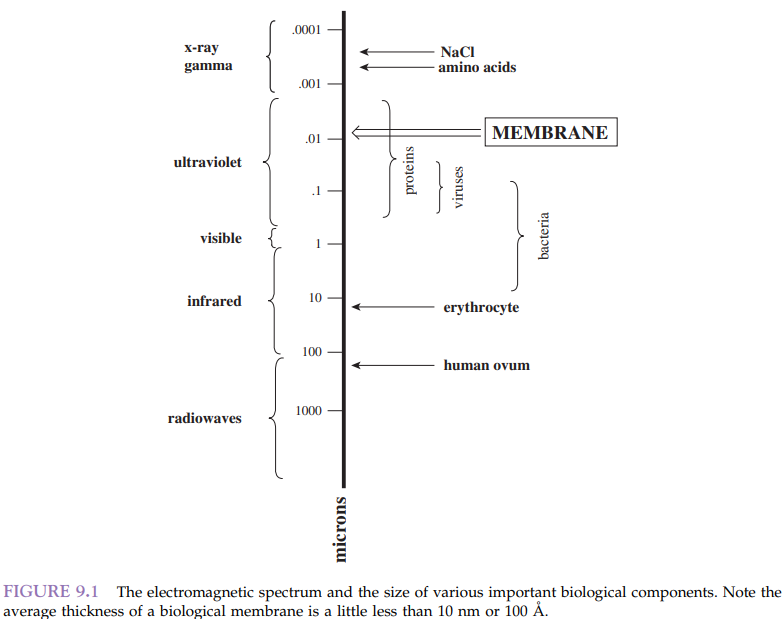 .0001
x-ray
gamma
NaCl
amino acids
.001
MEMBRANE
.01
proteins
ultraviolet
viruses
.1
bacteria
visible
1
infrared
10
erythrocyte
100
human ovum
1000
radiowaves
microns
FIGURE 9.1 The electromagnetic spectrum and the size of various important biological components. Note the
average thickness of a biological membrane is a little less than 10 nm or 100 Å.